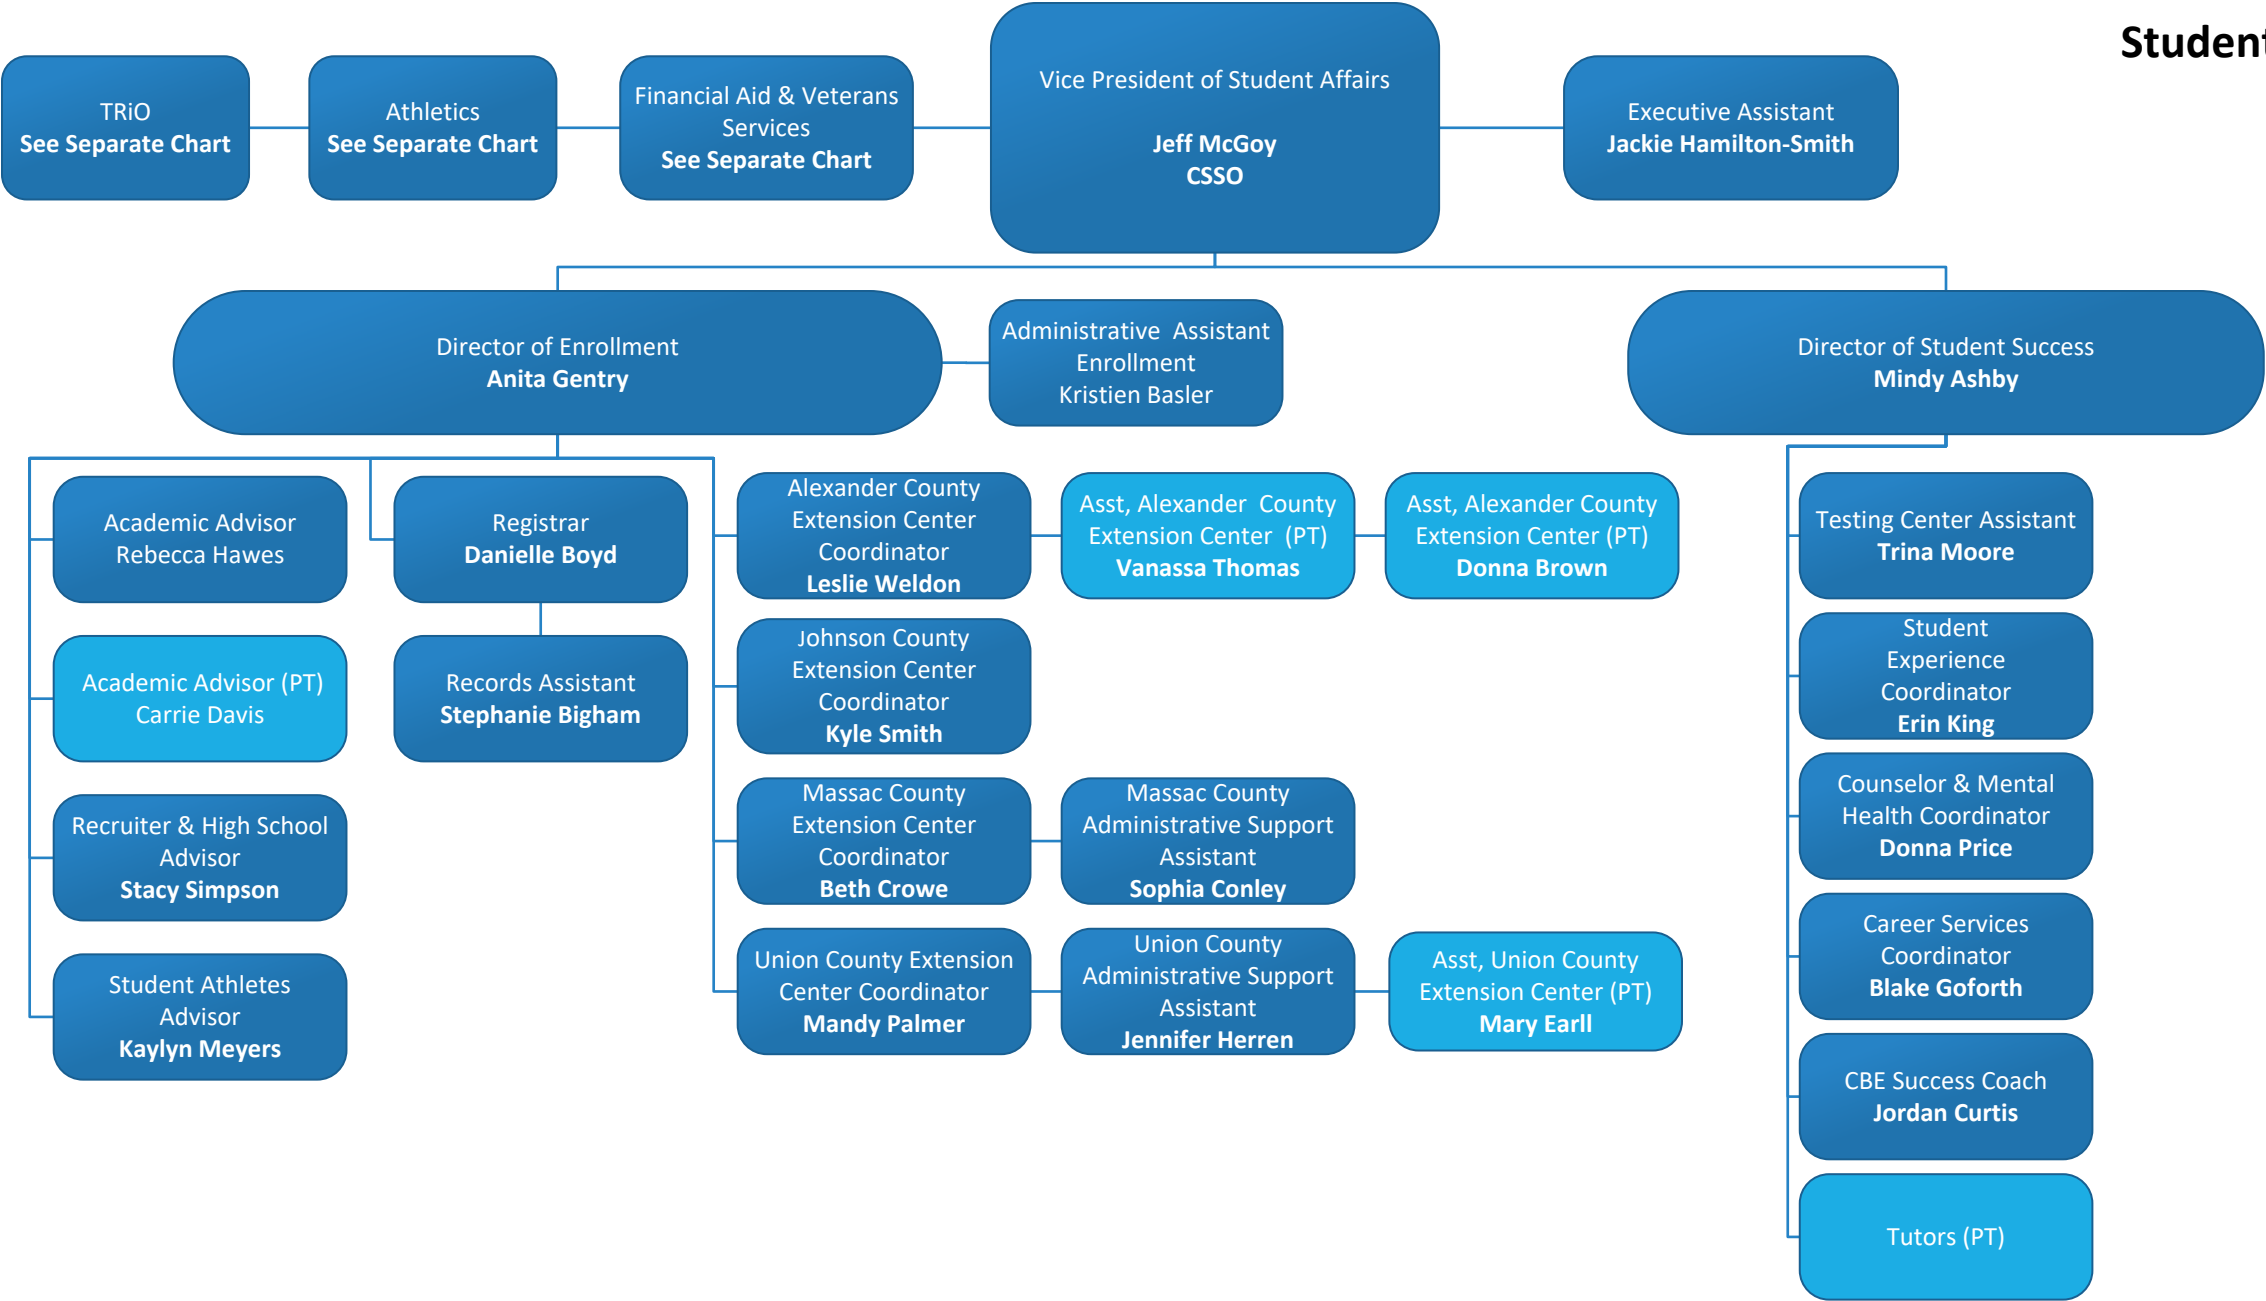 Student
TRiO
See Separate Chart
Athletics
See Separate Chart
Financial Aid & Veterans
Services
See Separate Chart
Vice President of Student Affairs
Jeff McGoy
CSSO
Executive Assistant
Jackie Hamilton-Smith
Director of Enrollment
Anita Gentry
Administrative Assistant
Enrollment
Kristien Basler
Director of Student Success
Mindy Ashby
Academic Advisor
Rebecca Hawes
Academic Advisor (PT)
Carrie Davis
Recruiter & High School
Advisor
Stacy Simpson
Student Athletes
Advisor
Kaylyn Meyers
Registrar
Danielle Boyd
Records Assistant
Stephanie Bigham
Alexander County
Extension Center
Coordinator
Leslie Weldon
Asst, Alexander County
Extension Center (PT)
Vanassa Thomas
Asst, Alexander County
Extension Center (PT)
Donna Brown
Johnson County
Extension Center
Coordinator
Kyle Smith
Massac County
Extension Center
Coordinator
Beth Crowe
Massac County
Administrative Support
Assistant
Sophia Conley
Union County Extension
Center Coordinator
Mandy Palmer
Union County
Administrative Support
Assistant
Jennifer Herren
Asst, Union County
Extension Center (PT)
Mary Earll
Testing Center Assistant
Trina Moore
Student
Experience
Coordinator
Erin King
Counselor & Mental
Health Coordinator
Donna Price
Career Services
Coordinator
Blake Goforth
CBE Success Coach
Jordan Curtis
Tutors (PT)